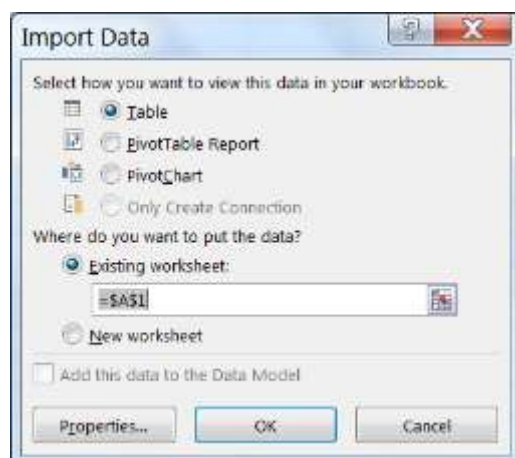 Import Data
Select how you want to view this data in your workbook.
Table
PivotTable Report
PivotChart
Only Create Connection
Where do you want to put the data?
Existing worksheet:
=$A$1
New worksheet
Add this data to the Data Model
Properties... OK Cancel